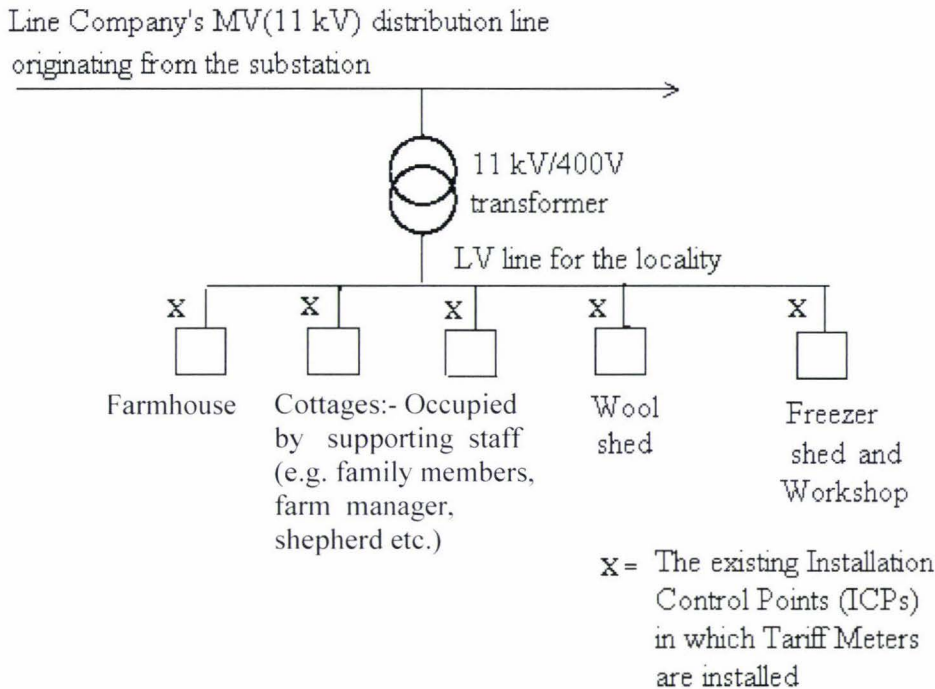 Line Company's MV(11 kV) distribution line
originating from the substation
11 kV/400V
transformer
LV line for the locality
X
X
X
X
X
Farmhouse
Cottages:- Occupied
by supporting staff
(e.g. family members,
farm manager,
shepherd etc.)
Wool
shed
Freezer
shed and
Workshop
X = The existing Installation
Control Points (ICPs)
in which Tariff Meters
are installed